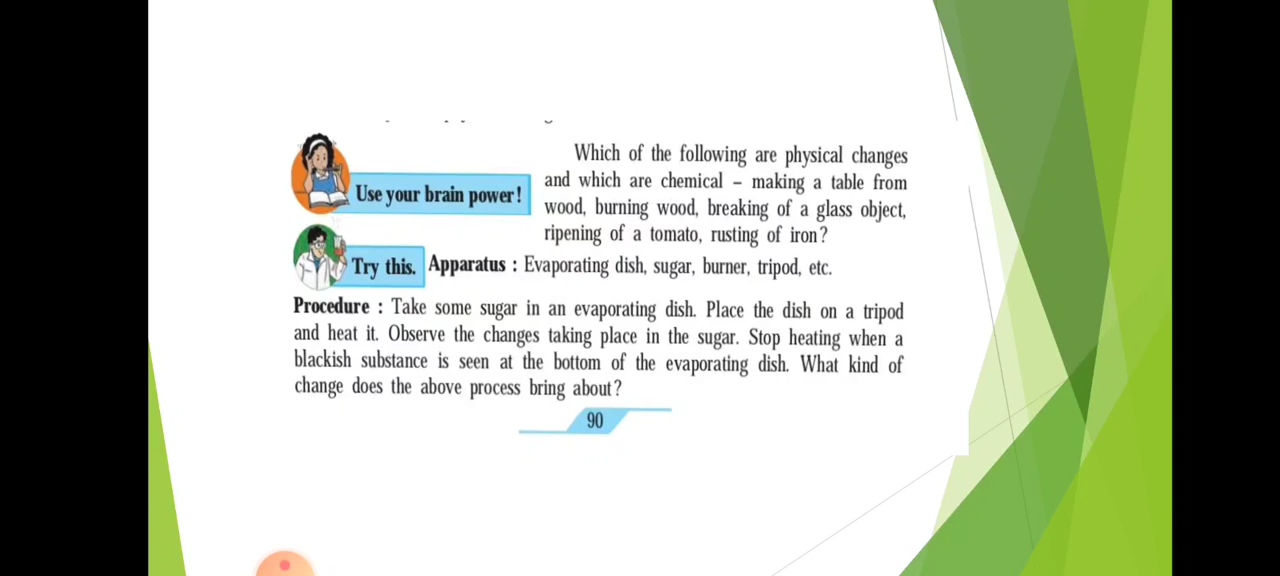 Which of the following are physical changes
and which are chemical – making a table from
Use your brain power!
wood, burning wood, breaking of a glass object,
ripening of a tomato, rusting of iron?
Try this. Apparatus : Evaporating dish, sugar, burner, tripod, etc.
Procedure : Take some sugar in an evaporating dish. Place the dish on a tripod
and heat it. Observe the changes taking place in the sugar. Stop heating when a
blackish substance is seen at the bottom of the evaporating dish. What kind of
change does the above process bring about?
90